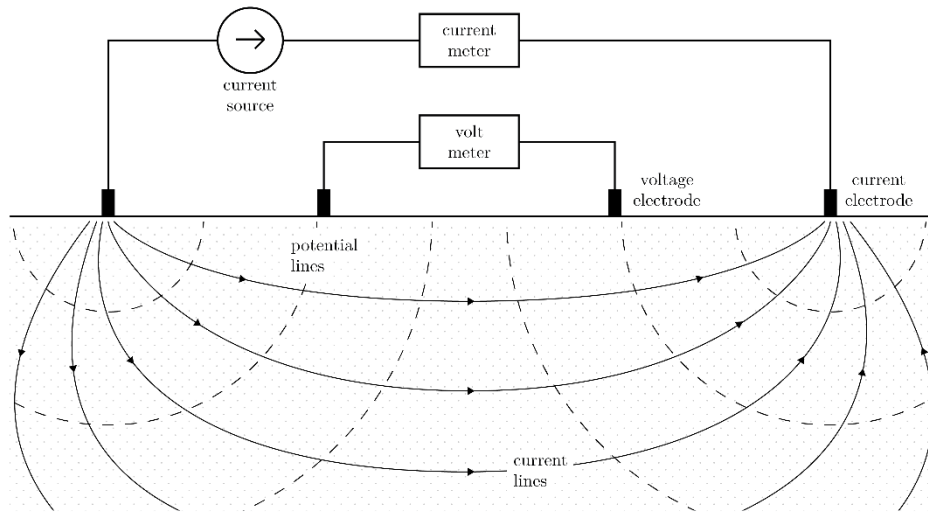 current
meter
current
source
volt
meter
voltage
electrode
current
electrode
potential
lines
current
lines